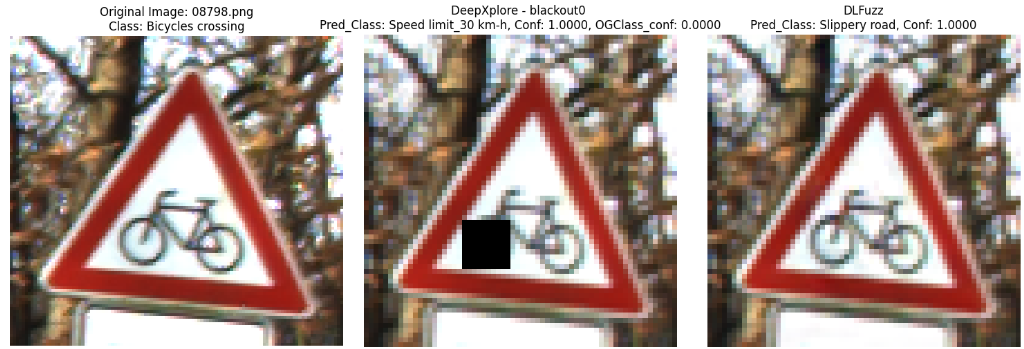 Original Image: 08798.png
Class: Bicycles crossing
DeepXplore - blackout0
Pred_Class: Speed limit_30 km-h, Conf: 1.0000, OGClass_conf: 0.0000
DLFuzz
Pred_Class: Slippery road, Conf: 1.0000